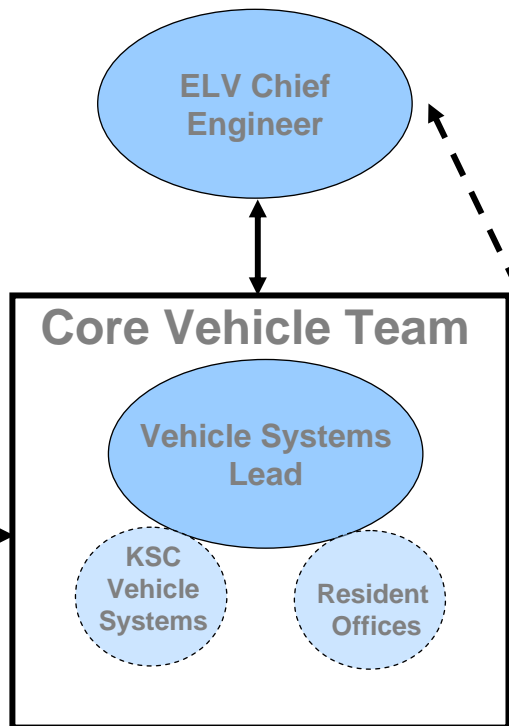 ELV Chief
Engineer
Core Vehicle Team
Vehicle Systems
Lead
KSC
Vehicle
Systems
Resident
Offices